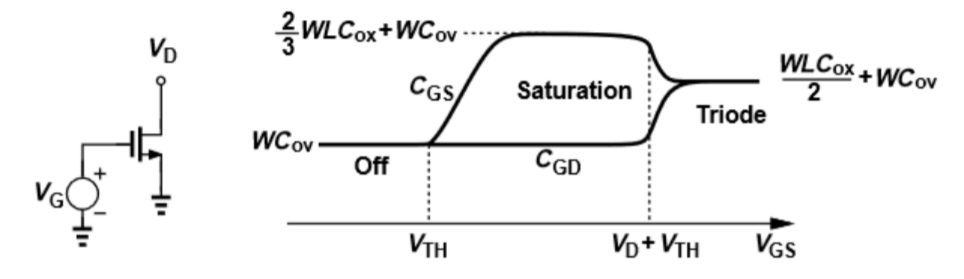 V_D
V_G
+
−
2/3 WLC_ox + WC_ov
C_GS
Saturation
WLC_ox/2 + WC_ov
Triode
WC_ov
Off
C_GD
V_TH
V_D + V_TH
V_GS